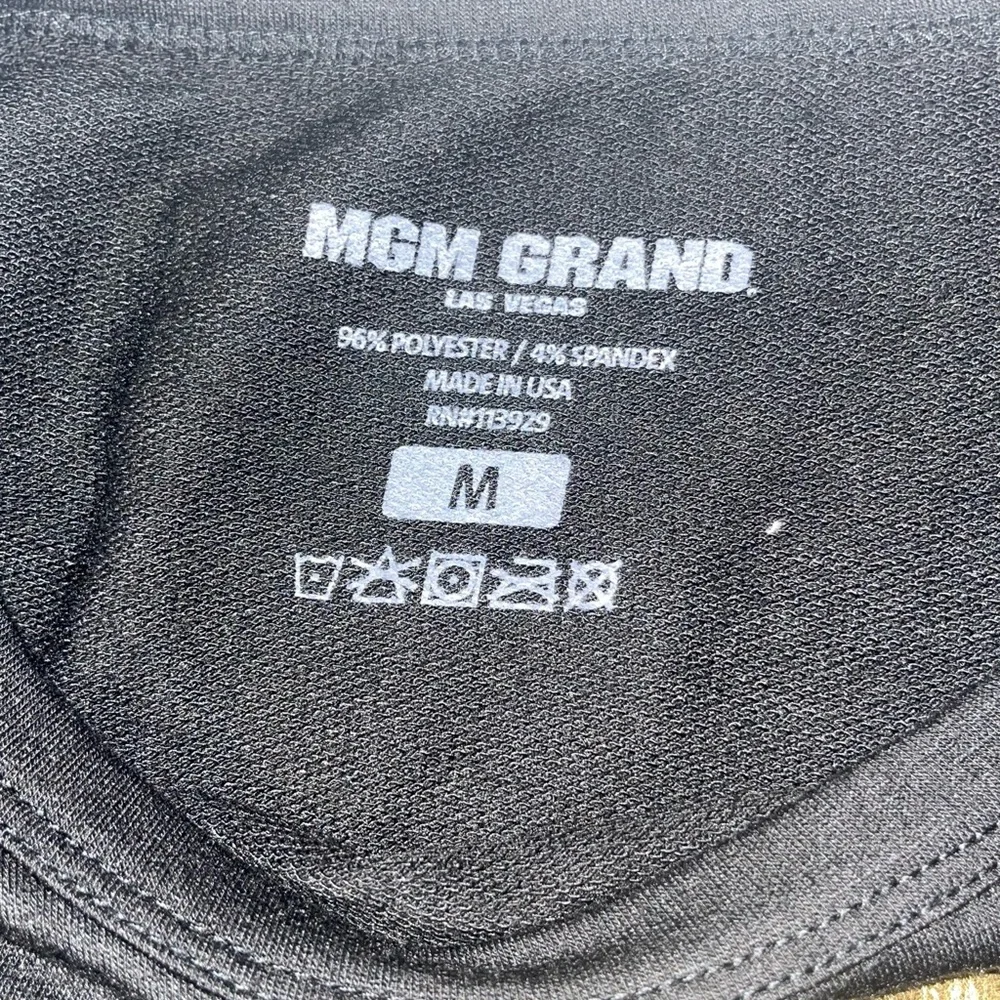 MGM GRAND.
LAS VEGAS
96% POLYESTER / 4% SPANDEX
MADE IN USA
RN#113929
M